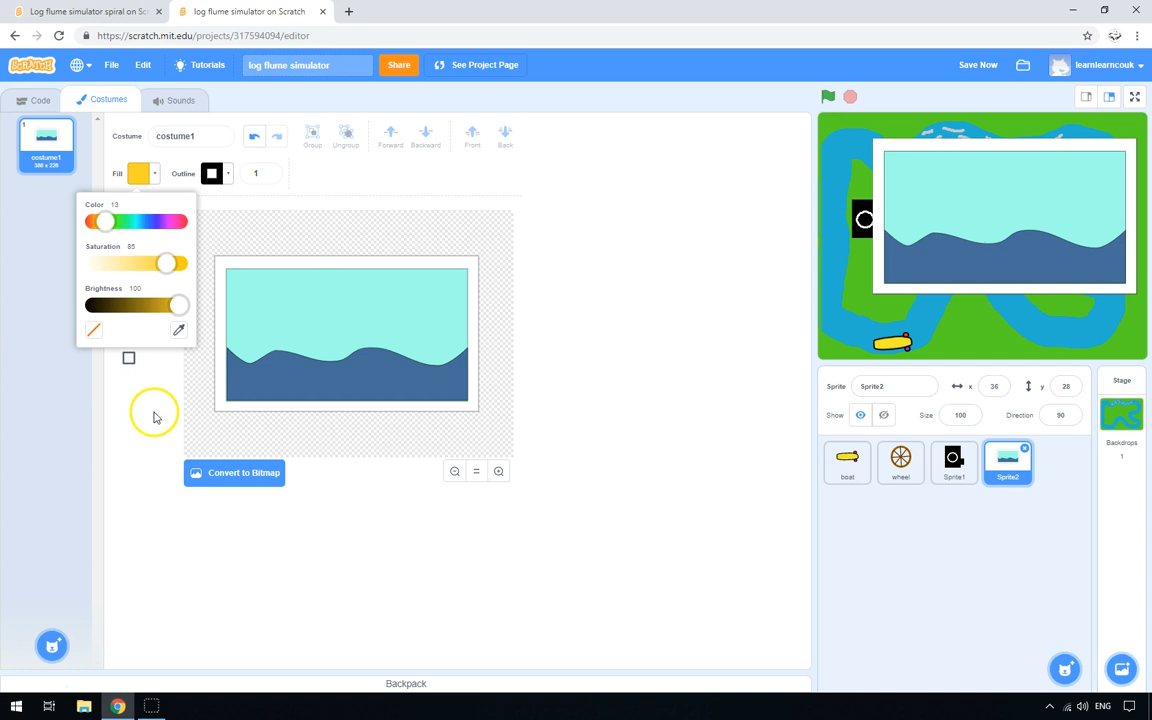 log flume simulator spiral on Scr
log flume simulator on Scratch
https://scratch.mit.edu/projects/317594094/editor
SCRATCH
File
Edit
Tutorials
log flume simulator
Share
See Project Page
Save Now
learnlearncouk
Code
Costumes
Sounds
1
costume1
386 x 226
Costume
costume1
Group
Ungroup
Forward
Backward
Front
Back
Fill
Outline
1
Color 13
Saturation 85
Brightness 100
Convert to Bitmap
Sprite
Sprite2
x
36
y
28
Show
Size
100
Direction
90
Stage
Backdrops
1
boat
wheel
Sprite1
Sprite2
Backpack
ENG